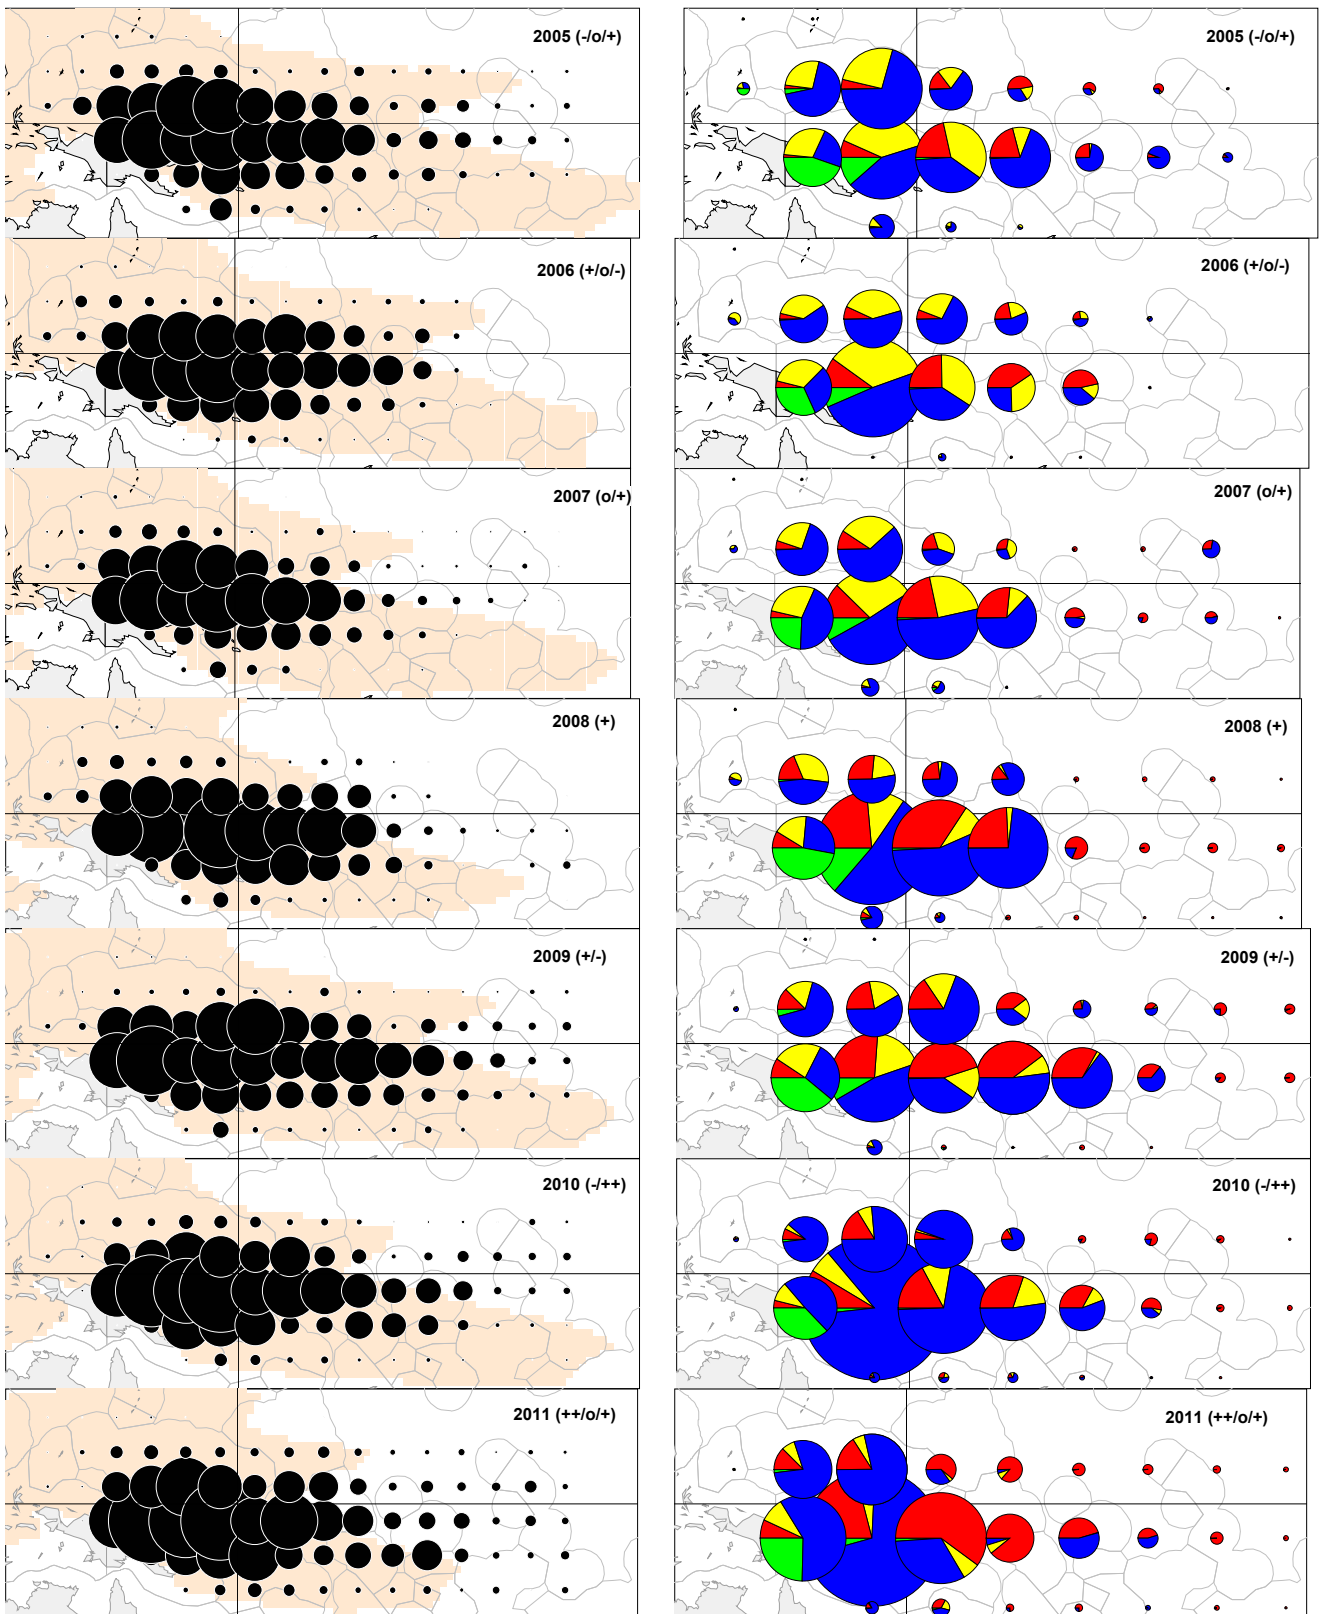 2005 (-/o/+)
2005 (-/o/+)
2006 (+/o/-)
2006 (+/o/-)
2007 (o/+)
2007 (o/+)
2008 (+)
2008 (+)
2009 (+/-)
2009 (+/-)
2010 (-/++)
2010 (-/++)
2011 (++/o/+)
2011 (++/o/+)